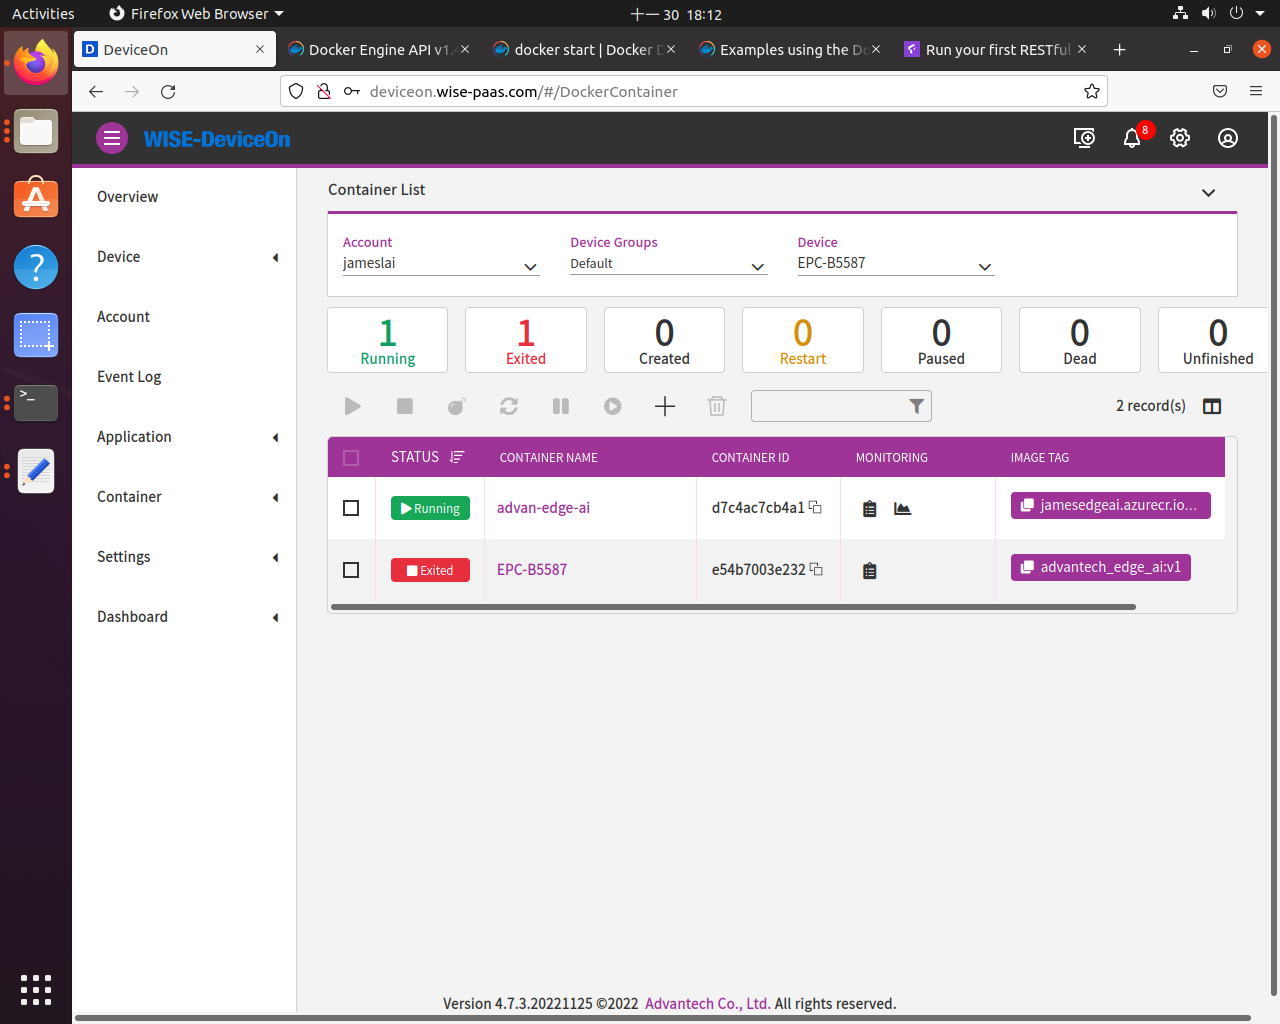 Activities
Firefox Web Browser
十一 30 18:12
DeviceOn
Docker Engine API v1.4
docker start | Docker D
Examples using the Do
Run your first RESTful
deviceon.wise-paas.com/#/DockerContainer
WISE-DeviceOn
8
Overview
Device
Account
Event Log
Application
Container
Settings
Dashboard
Container List
Account
jameslai
Device Groups
Default
Device
EPC-B5587
1
Running
1
Exited
0
Created
0
Restart
0
Paused
0
Dead
0
Unfinished
2 record(s)
STATUS CONTAINER NAME CONTAINER ID MONITORING IMAGE TAG
Running advan-edge-ai d7c4ac7cb4a1 jamesedgeai.azurecr.io...
Exited EPC-B5587 e54b7003e232 advantech_edge_ai:v1
Version 4.7.3.20221125 ©2022 Advantech Co., Ltd. All rights reserved.